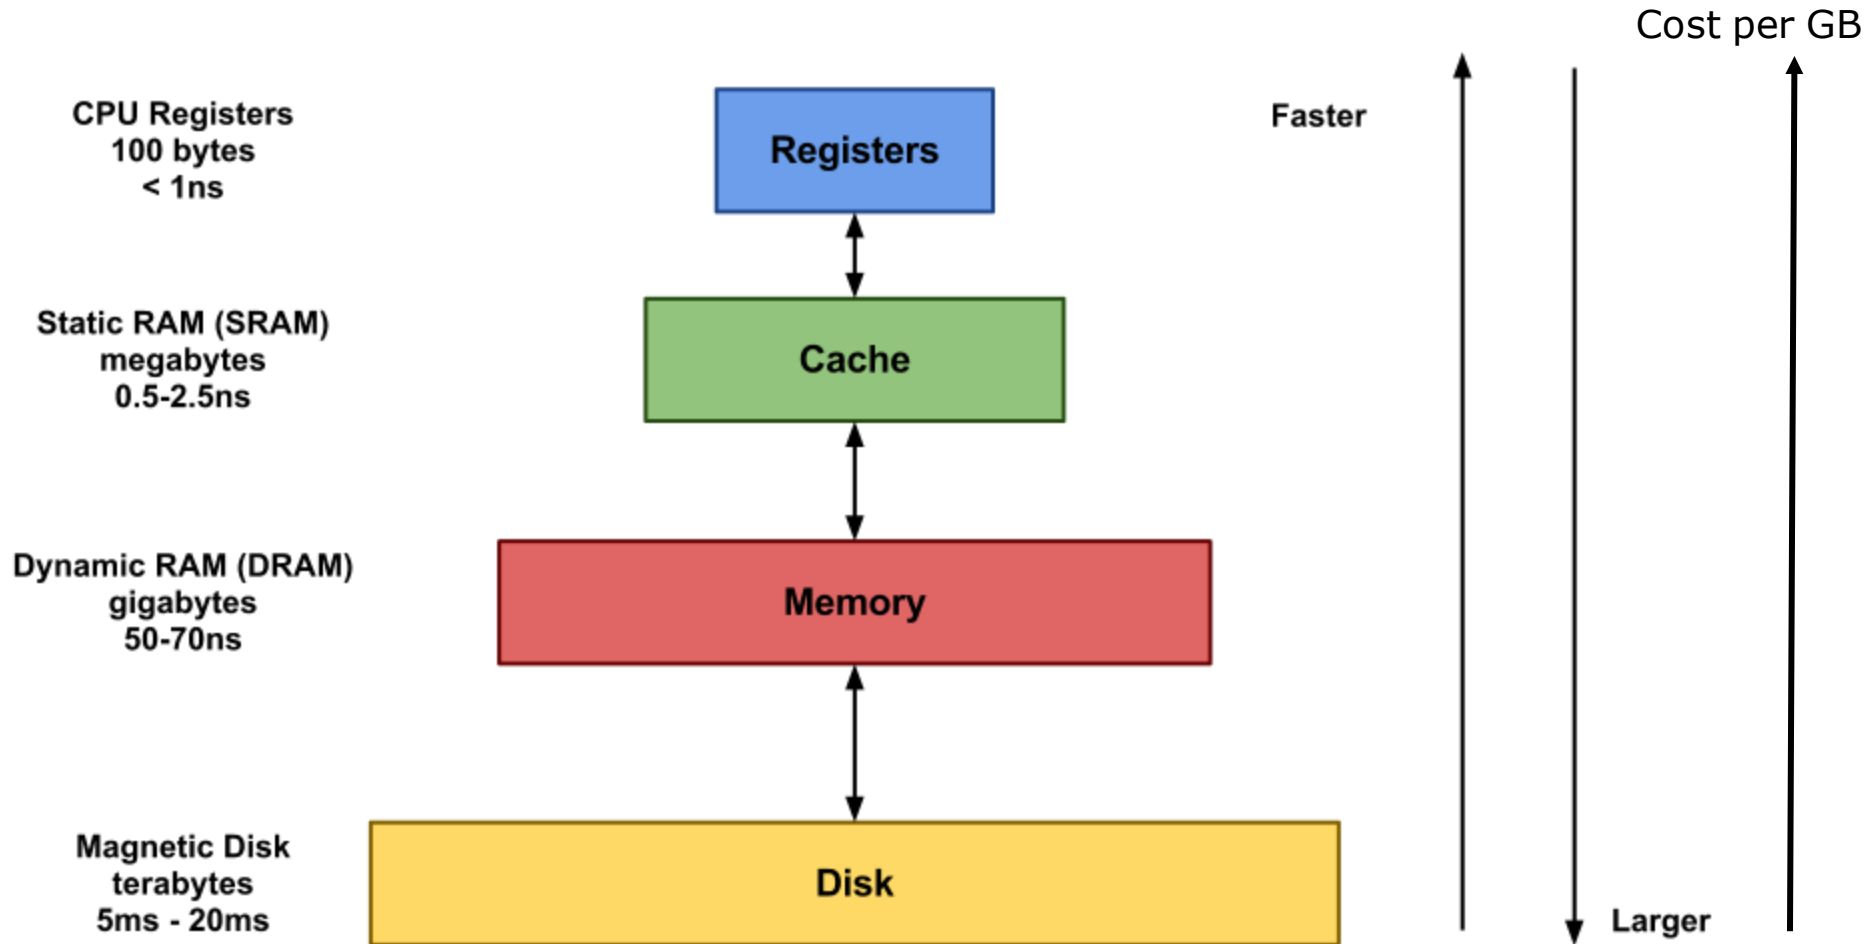 Cost per GB
CPU Registers
100 bytes
< 1ns
Registers
Faster
Static RAM (SRAM)
megabytes
0.5-2.5ns
Cache
Dynamic RAM (DRAM)
gigabytes
50-70ns
Memory
Magnetic Disk
terabytes
5ms - 20ms
Disk
Larger